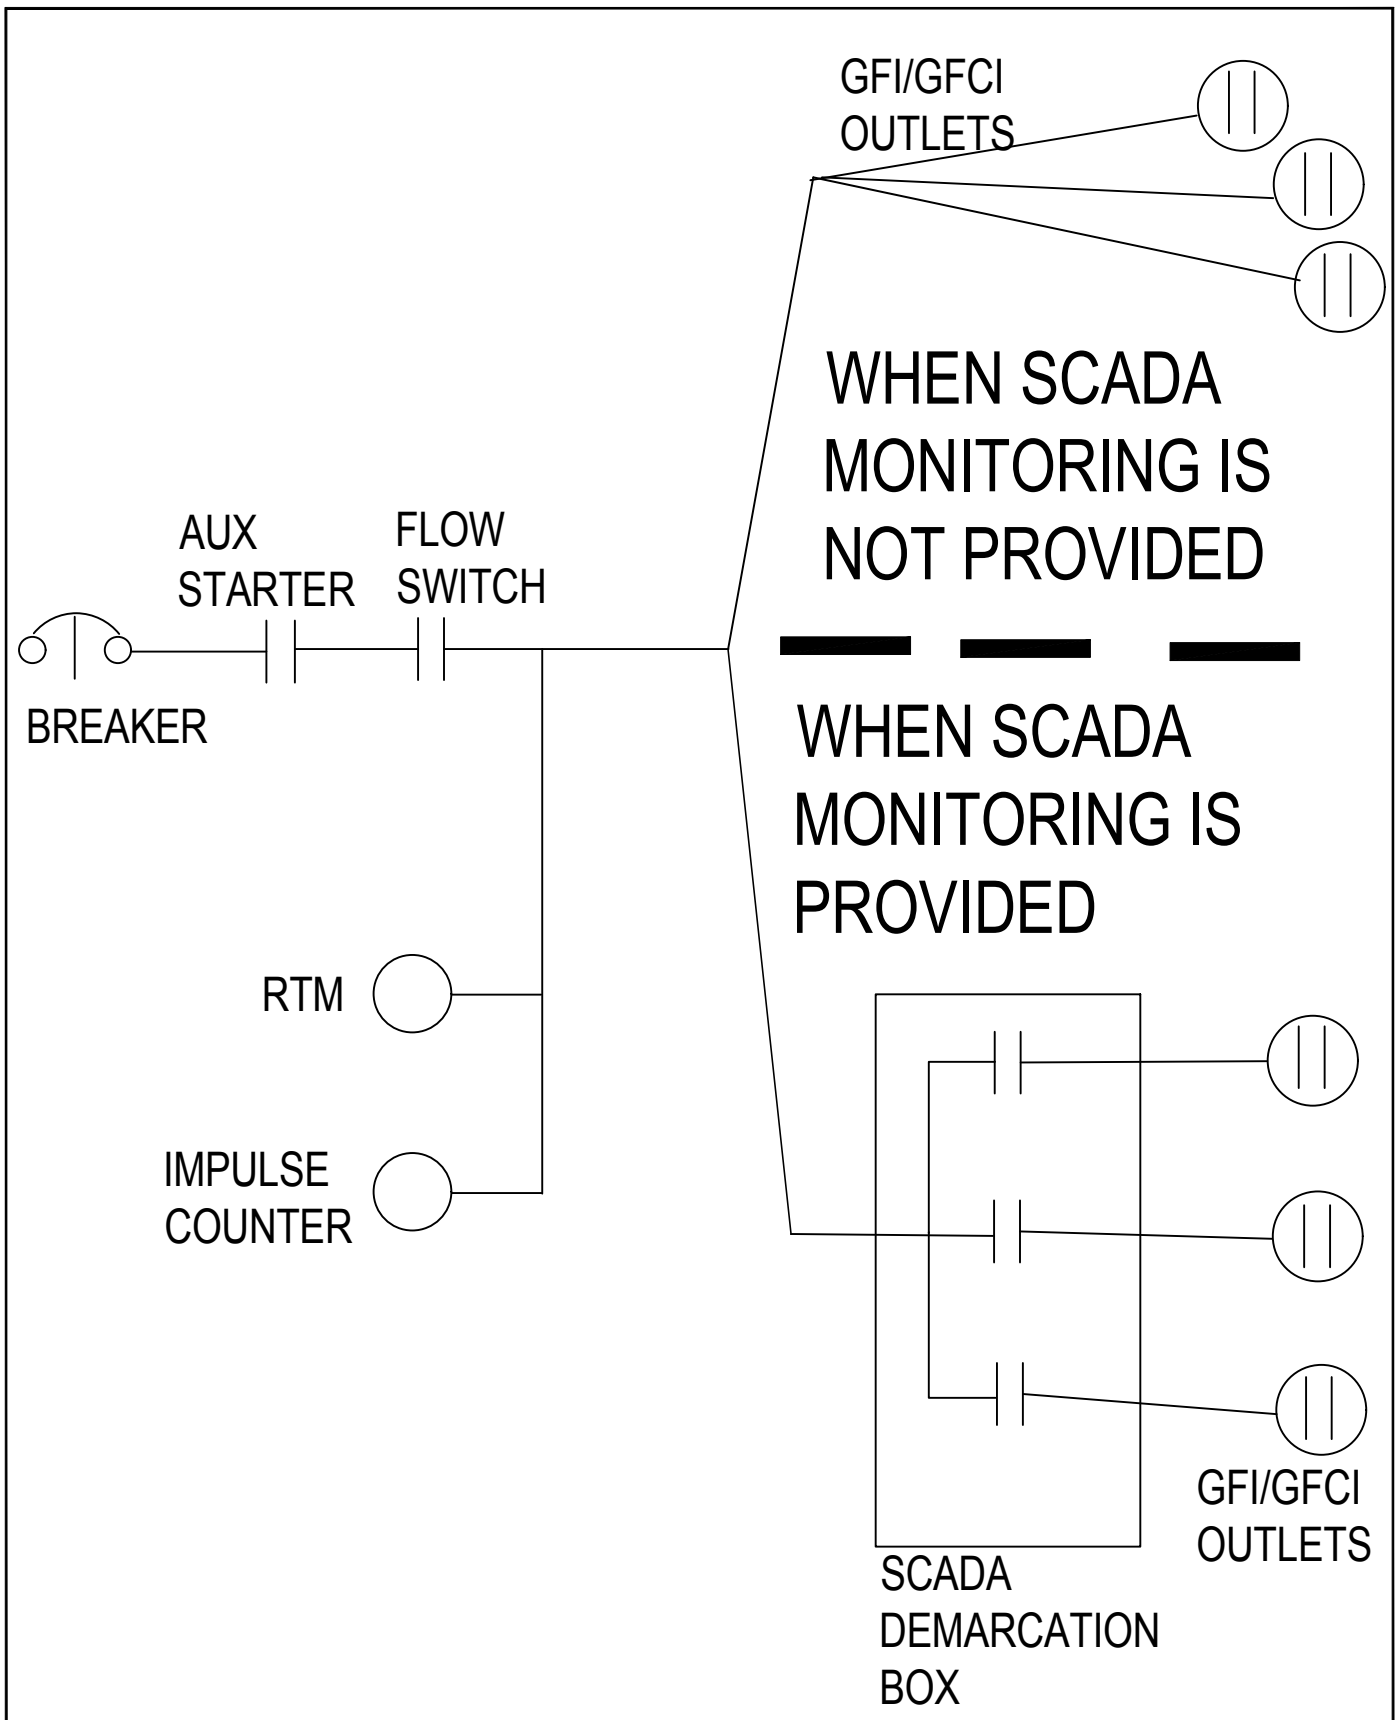 GFI/GFCI
OUTLETS
WHEN SCADA
MONITORING IS
NOT PROVIDED
AUX
STARTER
FLOW
SWITCH
BREAKER
WHEN SCADA
MONITORING IS
PROVIDED
RTM
IMPULSE
COUNTER
GFI/GFCI
OUTLETS
SCADA
DEMARCATION
BOX